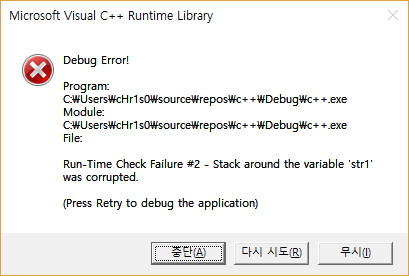 Microsoft Visual C++ Runtime Library
Debug Error!
Program:
C:₩Users₩cHr1s0₩source₩repos₩c++₩Debug₩c++.exe
Module:
C:₩Users₩cHr1s0₩source₩repos₩c++₩Debug₩c++.exe
File:
Run-Time Check Failure #2 - Stack around the variable 'str1'
was corrupted.
(Press Retry to debug the application)
중단(A) 다시 시도(R) 무시(I)